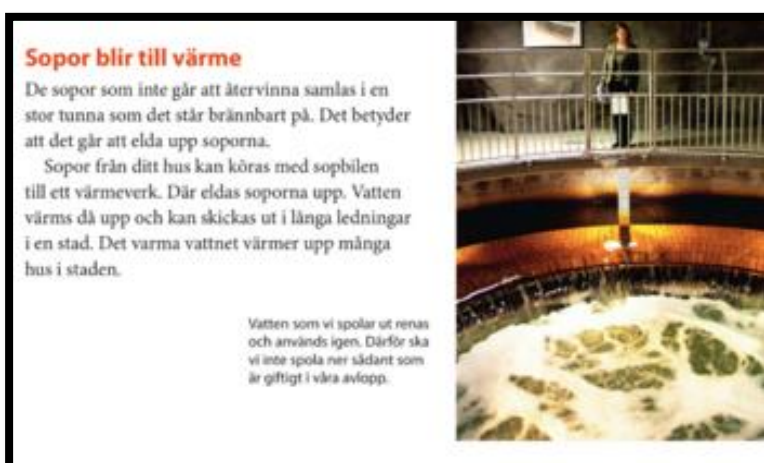 Sopor blir till värme
De sopor som inte går att återvinna samlas i en
stor tunna som det står brännbart på. Det betyder
att det går att elda upp soporna.
Sopor från ditt hus kan köras med sopbilen
till ett värmeverk. Där eldas soporna upp. Vatten
värms då upp och kan skickas ut i långa ledningar
i en stad. Det varma vattnet värmer upp många
hus i staden.
Vatten som vi spolar ut renas
och används igen. Därför ska
vi inte spola ner sådant som
är giftigt i våra avlopp.